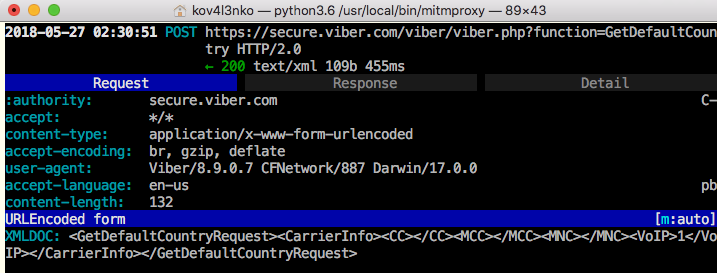 kov4l3nko — python3.6 /usr/local/bin/mitmproxy — 89×43
2018-05-27 02:30:51 POST https://secure.viber.com/viber/viber.php?function=GetDefaultCoun
try HTTP/2.0
← 200 text/xml 109b 455ms
Request Response Detail
:authority: secure.viber.com C-
accept: */*
content-type: application/x-www-form-urlencoded
accept-encoding: br, gzip, deflate
user-agent: Viber/8.9.0.7 CFNetwork/887 Darwin/17.0.0
accept-language: en-us pb
content-length: 132
URLEncoded form [m:auto]
XMLDOC: <GetDefaultCountryRequest><CarrierInfo><CC></CC><MCC></MCC><MNC></MNC><VoIP>1</Vo
IP></CarrierInfo></GetDefaultCountryRequest>